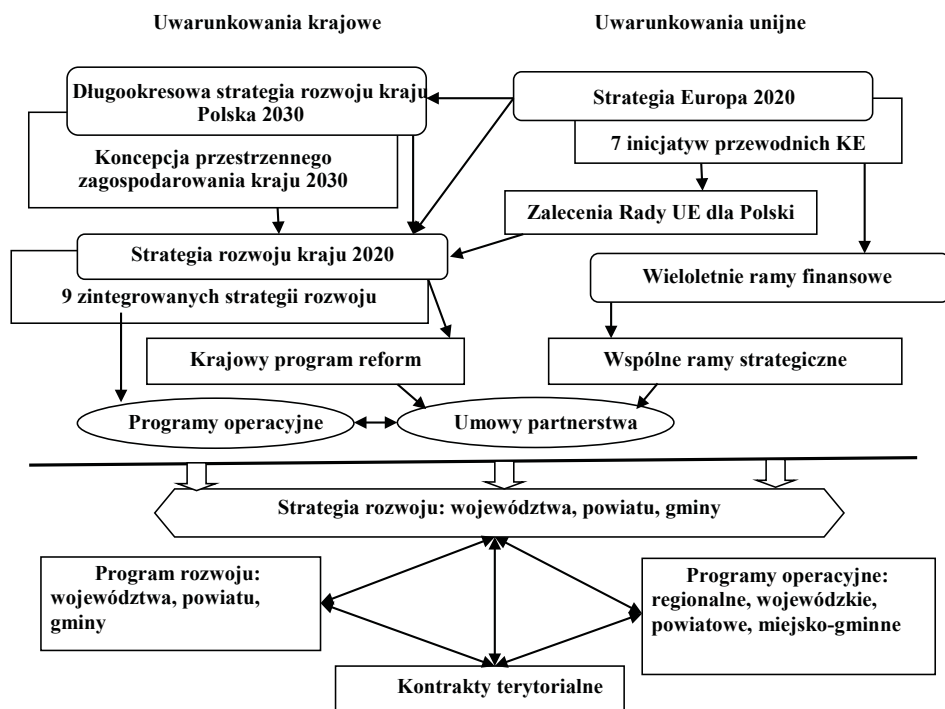 Uwarunkowania krajowe
Uwarunkowania unijne
Długookresowa strategia rozwoju kraju
Polska 2030
Strategia Europa 2020
Koncepcja przestrzennego
zagospodarowania kraju 2030
7 inicjatyw przewodnich KE
Zalecenia Rady UE dla Polski
Strategia rozwoju kraju 2020
9 zintegrowanych strategii rozwoju
Wieloletnie ramy finansowe
Krajowy program reform
Wspólne ramy strategiczne
Programy operacyjne
Umowy partnerstwa
Strategia rozwoju: województwa, powiatu, gminy
Program rozwoju:
województwa, powiatu,
gminy
Programy operacyjne:
regionalne, wojewódzkie,
powiatowe, miejsko-gminne
Kontrakty terytorialne